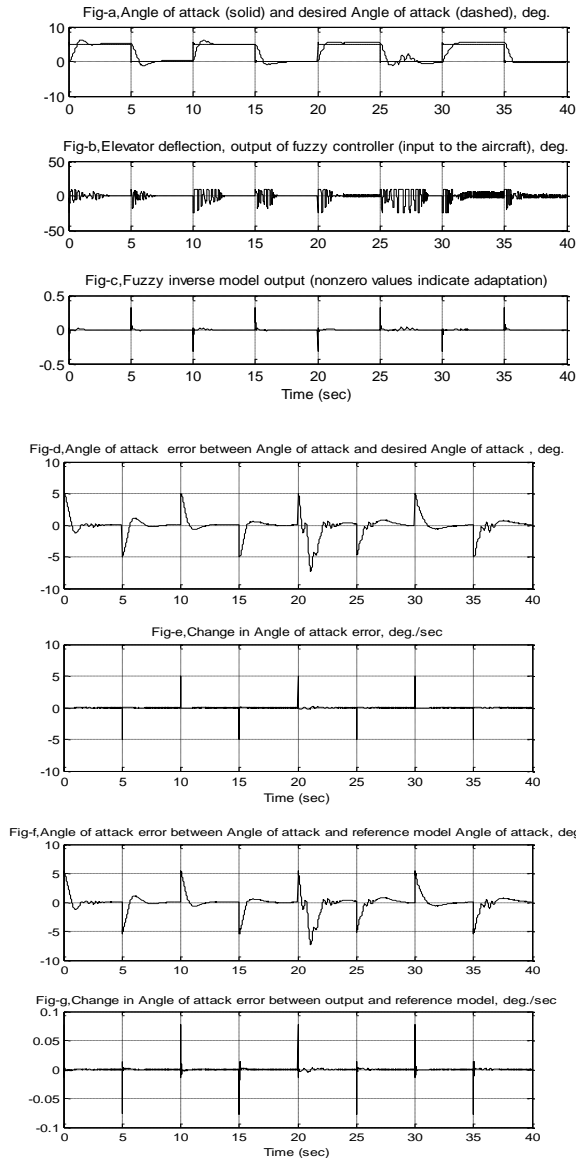 Fig-a,Angle of attack (solid) and desired Angle of attack (dashed), deg.
10
0
-10
0 5 10 15 20 25 30 35 40
Fig-b,Elevator deflection, output of fuzzy controller (input to the aircraft), deg.
50
0
-50
0 5 10 15 20 25 30 35 40
Fig-c,Fuzzy inverse model output (nonzero values indicate adaptation)
0.5
0
-0.5
0 5 10 15 20 25 30 35 40
Time (sec)
Fig-d,Angle of attack error between Angle of attack and desired Angle of attack , deg.
10
5
0
-5
-10
0 5 10 15 20 25 30 35 40
Fig-e,Change in Angle of attack error, deg./sec
10
5
0
-5
-10
0 5 10 15 20 25 30 35 40
Time (sec)
Fig-f,Angle of attack error between Angle of attack and reference model Angle of attack, deg
10
5
0
-5
-10
0 5 10 15 20 25 30 35 40
Fig-g,Change in Angle of attack error between output and reference model, deg./sec
0.1
0.05
0
-0.05
-0.1
0 5 10 15 20 25 30 35 40
Time (sec)